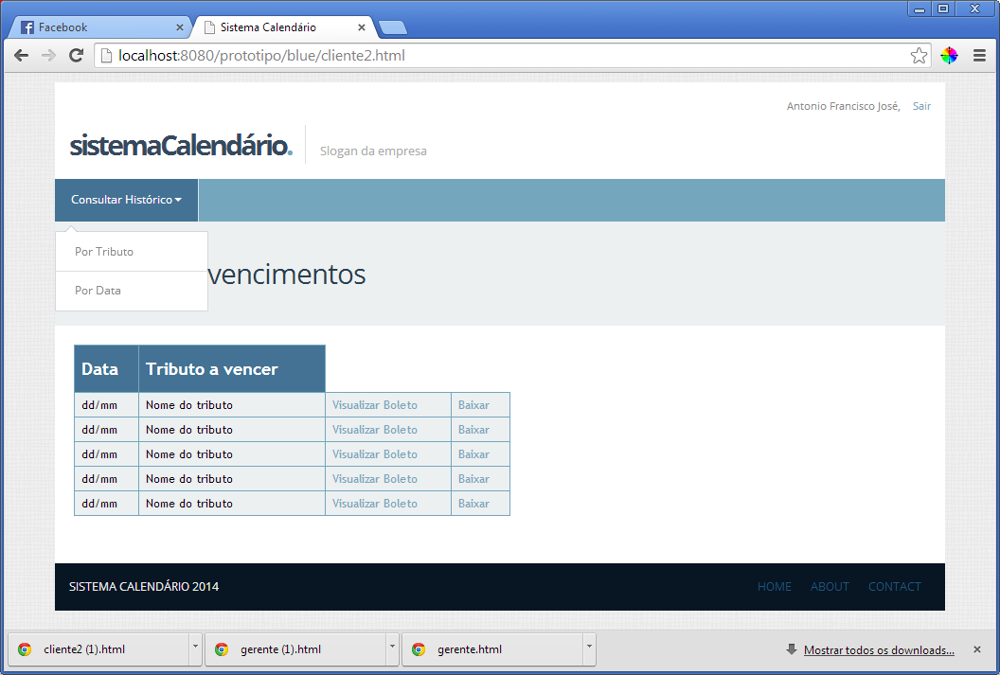 Facebook
Sistema Calendário
localhost:8080/prototipo/blue/cliente2.html
Antonio Francisco José, Sair
sistemaCalendário. Slogan da empresa
Consultar Histórico
Por Tributo
Por Data
vencimentos
Data Tributo a vencer
dd/mm Nome do tributo Visualizar Boleto Baixar
dd/mm Nome do tributo Visualizar Boleto Baixar
dd/mm Nome do tributo Visualizar Boleto Baixar
dd/mm Nome do tributo Visualizar Boleto Baixar
dd/mm Nome do tributo Visualizar Boleto Baixar
SISTEMA CALENDÁRIO 2014 HOME ABOUT CONTACT
cliente2 (1).html gerente (1).html gerente.html Mostrar todos os downloads...